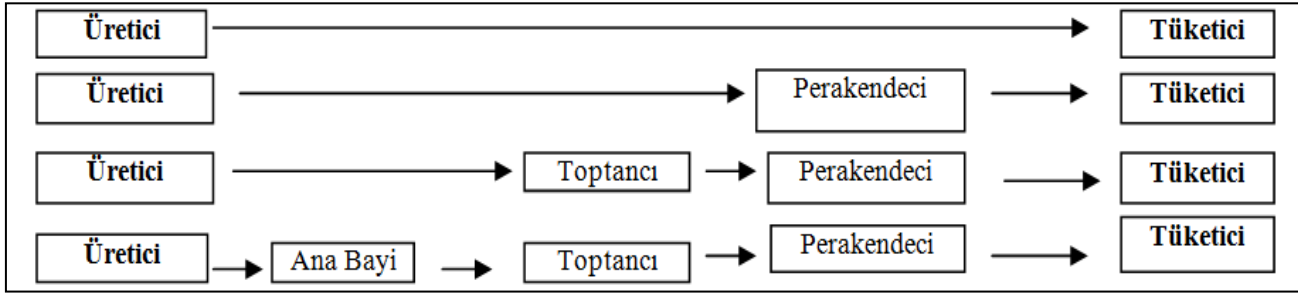 Üretici Tüketici
Üretici Perakendeci Tüketici
Üretici Toptancı Perakendeci Tüketici
Üretici Ana Bayi Toptancı Perakendeci Tüketici